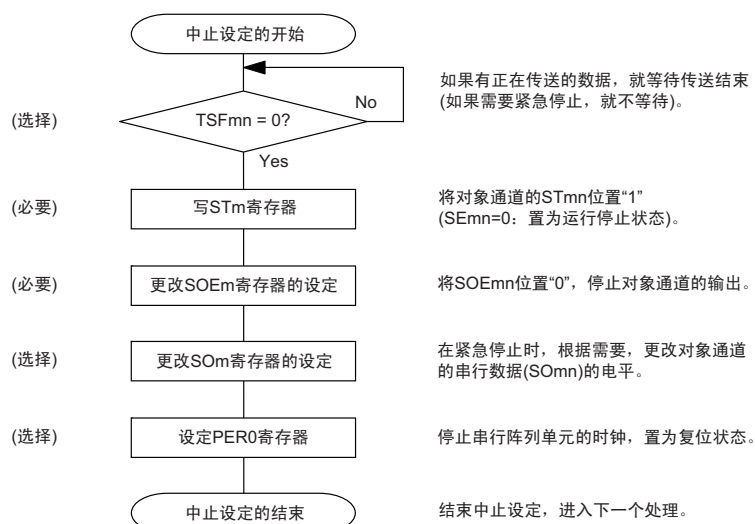 中止设定的开始
如果有正在传送的数据，就等待传送结束
(如果需要紧急停止，就不等待)。
No
(选择)
TSFmn = 0?
Yes
(必要)
写STm寄存器
将对象通道的STmn位置“1”
(SEmn=0：置为运行停止状态)。
(必要)
更改SOEm寄存器的设定
将SOEmn位置“0”，停止对象通道的输出。
(选择)
更改SOm寄存器的设定
在紧急停止时，根据需要，更改对象通道
的串行数据(SOmn)的电平。
(选择)
设定PER0寄存器
停止串行阵列单元的时钟，置为复位状态。
中止设定的结束
结束中止设定，进入下一个处理。